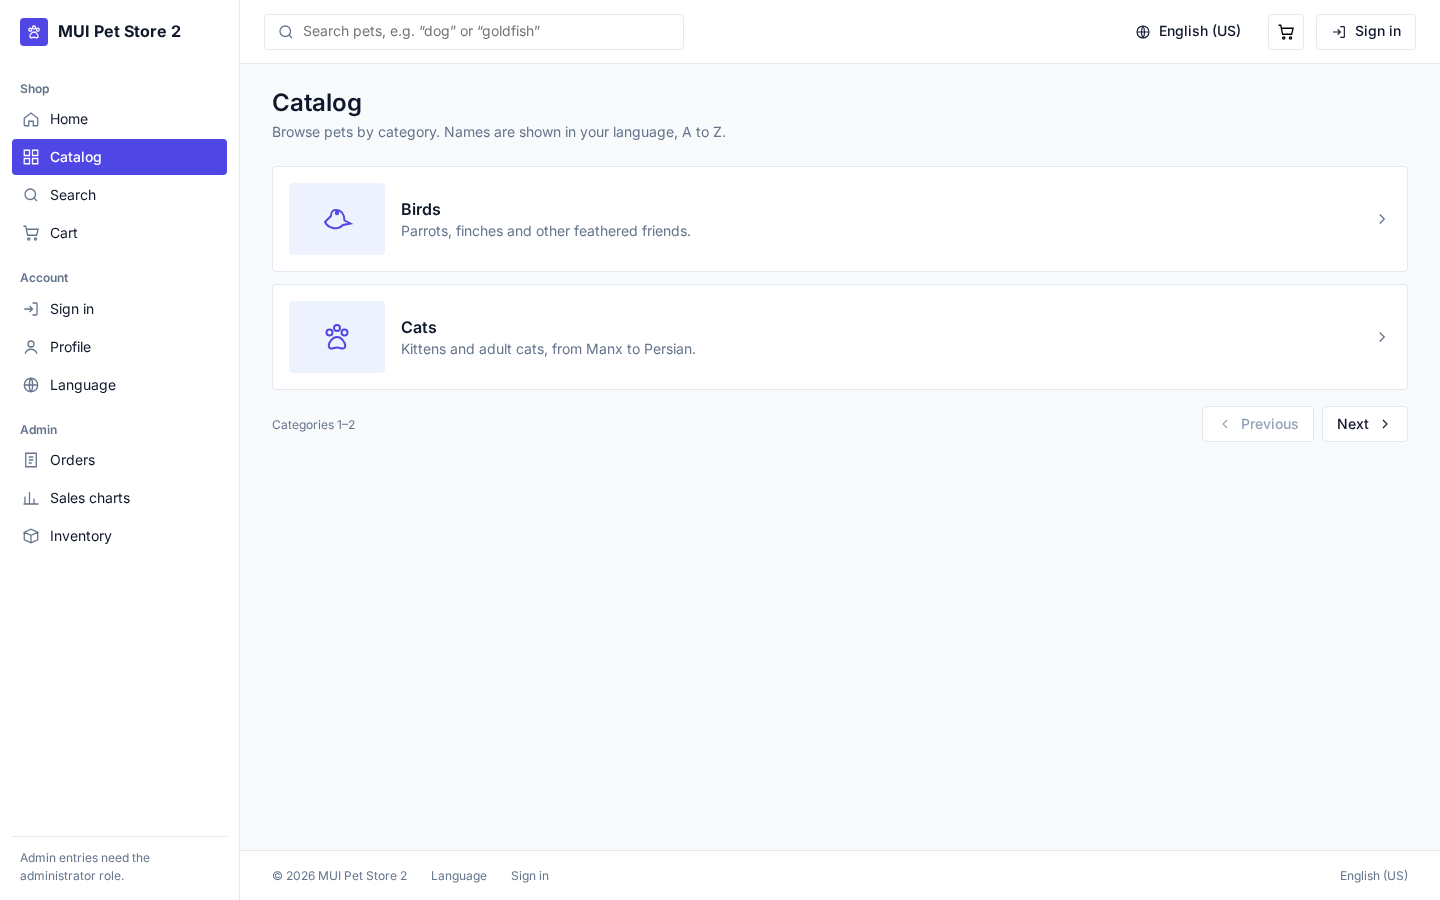 MUI Pet Store 2
Search pets, e.g. “dog” or “goldfish”
English (US)
Sign in
Shop
Home
Catalog
Search
Cart
Account
Sign in
Profile
Language
Admin
Orders
Sales charts
Inventory
Admin entries need the
administrator role.
Catalog
Browse pets by category. Names are shown in your language, A to Z.
Birds
Parrots, finches and other feathered friends.
Cats
Kittens and adult cats, from Manx to Persian.
Categories 1–2
Previous
Next
© 2026 MUI Pet Store 2
Language
Sign in
English (US)